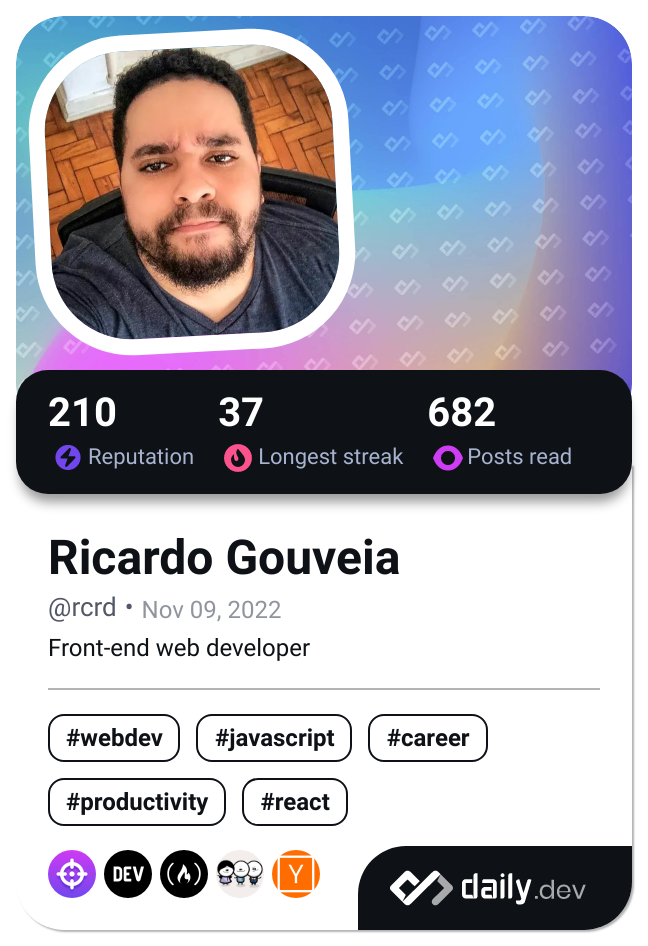 210 37 682
Reputation Longest streak Posts read
Ricardo Gouveia
@rcrd • Nov 09, 2022
Front-end web developer
#webdev #javascript #career
#productivity #react
DEV Y
daily.dev